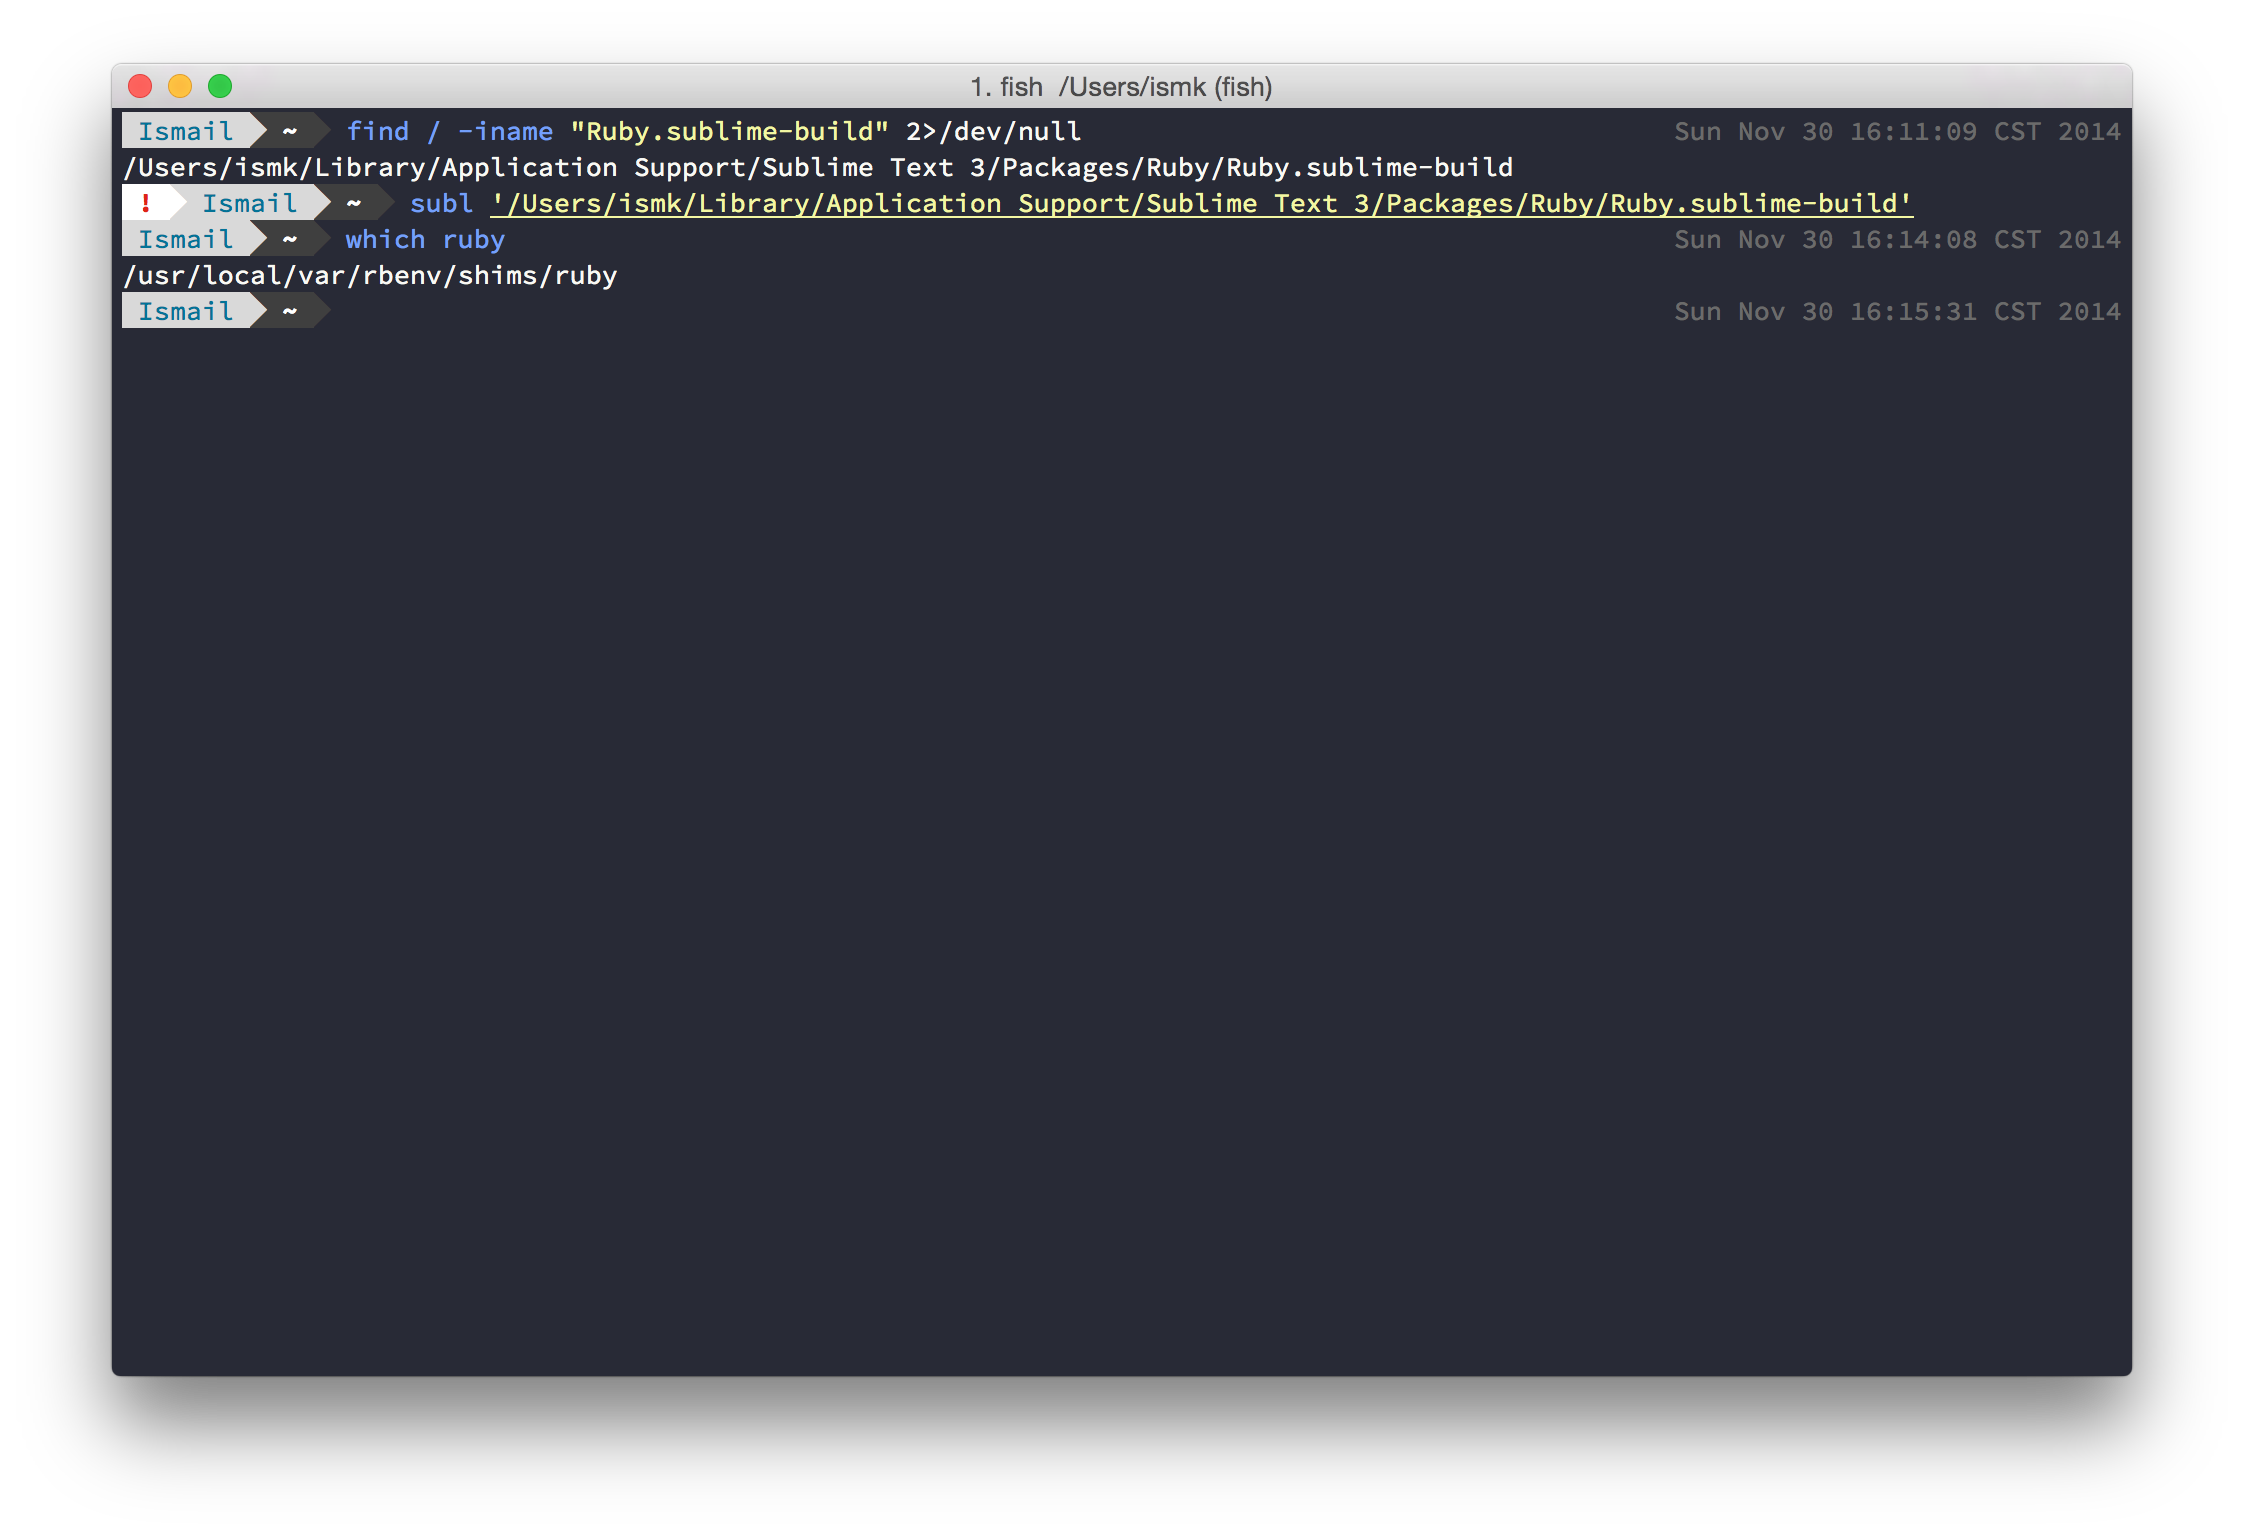 1. fish /Users/ismk (fish)
Ismail ~ find / -iname "Ruby.sublime-build" 2>/dev/null Sun Nov 30 16:11:09 CST 2014
/Users/ismk/Library/Application Support/Sublime Text 3/Packages/Ruby/Ruby.sublime-build
! Ismail ~ subl '/Users/ismk/Library/Application Support/Sublime Text 3/Packages/Ruby/Ruby.sublime-build'
Ismail ~ which ruby Sun Nov 30 16:14:08 CST 2014
/usr/local/var/rbenv/shims/ruby
Ismail ~ Sun Nov 30 16:15:31 CST 2014